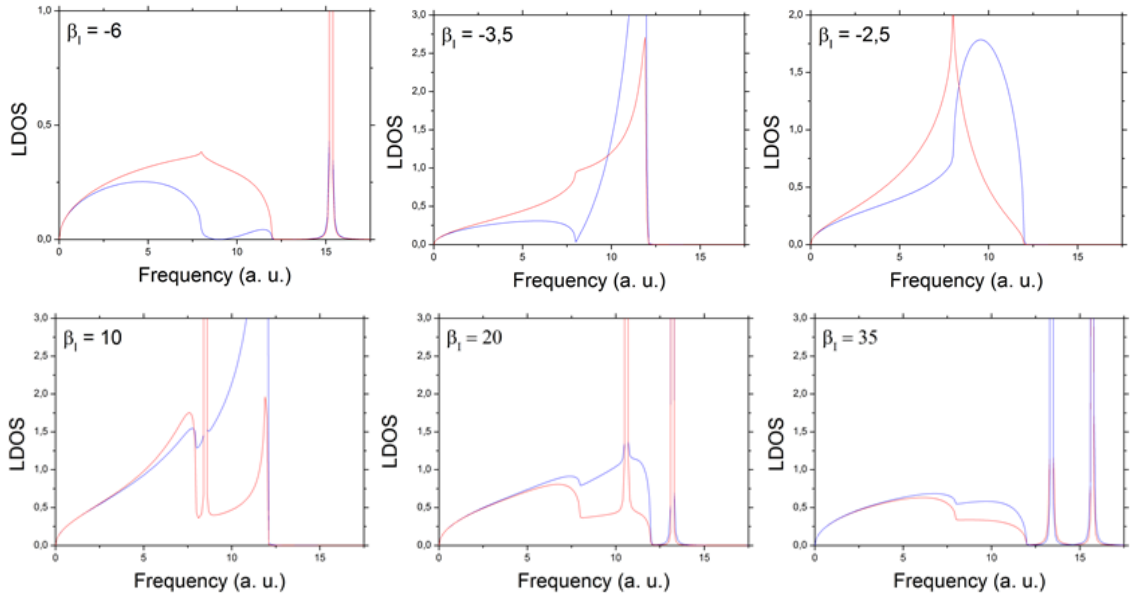 β_I = -6
1,0
0,5
0,0
LDOS
0 5 10 15
Frequency (a. u.)
β_I = -3,5
3,0
2,5
2,0
1,5
1,0
0,5
0,0
LDOS
0 5 10 15
Frequency (a. u.)
β_I = -2,5
2,0
1,5
1,0
0,5
0,0
LDOS
0 5 10 15
Frequency (a. u.)
β_I = 10
3,0
2,5
2,0
1,5
1,0
0,5
0,0
LDOS
0 5 10 15
Frequency (a. u.)
β_I = 20
3,0
2,5
2,0
1,5
1,0
0,5
0,0
LDOS
0 5 10 15
Frequency (a. u.)
β_I = 35
3,0
2,5
2,0
1,5
1,0
0,5
0,0
LDOS
0 5 10 15
Frequency (a. u.)